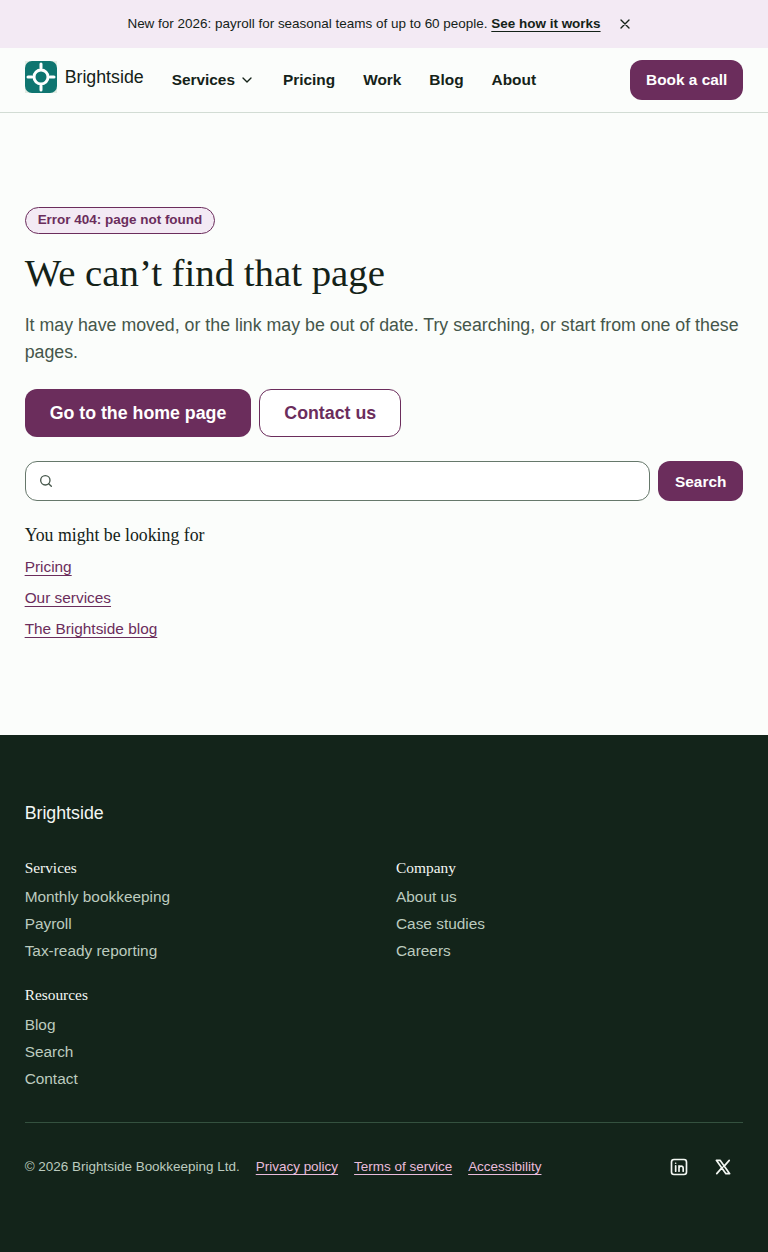 New for 2026: payroll for seasonal teams of up to 60 people. See how it works
Brightside
Services
Pricing
Work
Blog
About
Book a call
Error 404: page not found
We can’t find that page
It may have moved, or the link may be out of date. Try searching, or start from one of these
pages.
Go to the home page
Contact us
Search
You might be looking for
Pricing
Our services
The Brightside blog
Brightside
Services
Monthly bookkeeping
Payroll
Tax-ready reporting
Company
About us
Case studies
Careers
Resources
Blog
Search
Contact
© 2026 Brightside Bookkeeping Ltd.
Privacy policy
Terms of service
Accessibility